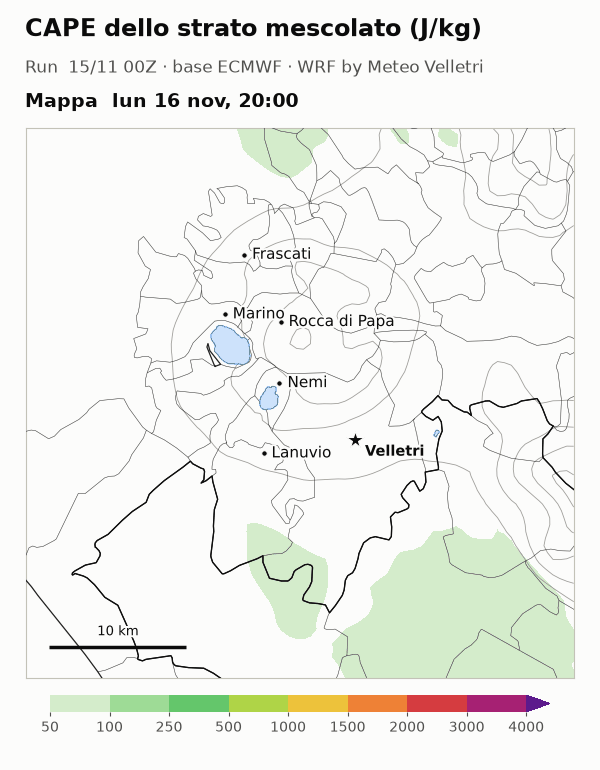 CAPE dello strato mescolato (J/kg)
Run  15/11 00Z · base ECMWF · WRF by Meteo Velletri
Mappa  lun 16 nov, 20:00
Frascati
Marino
Rocca di Papa
Nemi
Velletri
Lanuvio
10 km
50 100 250 500 1000 1500 2000 3000 4000